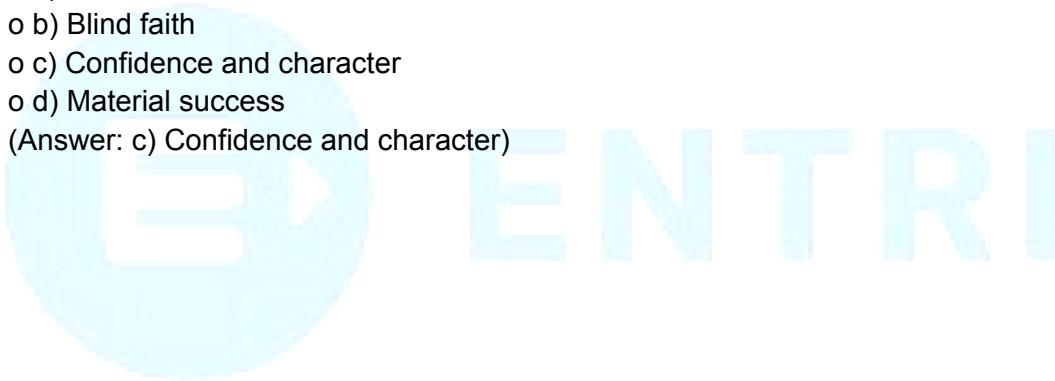 o b) Blind faith
o c) Confidence and character
o d) Material success
(Answer: c) Confidence and character)
ENTRI